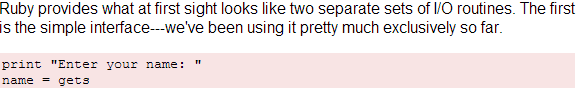 Ruby provides what at first sight looks like two separate sets of I/O routines. The first
is the simple interface---we've been using it pretty much exclusively so far.
print "Enter your name: "
name = gets